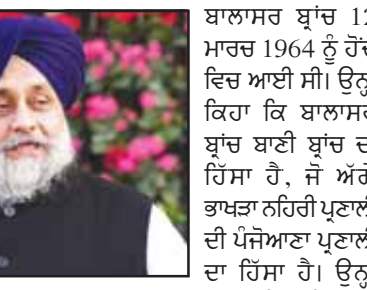 ਬਾਲਾਸਰ ਬ੍ਰਾਂਚ 12
ਮਾਰਚ 1964 ਨੂੰ ਹੋਂਦ
ਵਿਚ ਆਈ ਸੀ। ਉਨ੍ਹ
ਕਿਹਾ ਕਿ ਬਾਲਾਸਰ
ਬ੍ਰਾਂਚ ਬਾਣੀ ਬ੍ਰਾਂਚ ਦ
ਹਿੱਸਾ ਹੈ, ਜੋ ਅੱਗੇ
ਭਾਖੜਾ ਨਹਿਰੀ ਪ੍ਰਣਾਲੀ
ਦੀ ਪੰਜੋਆਣਾ ਪ੍ਰਣਾਲੀ
ਦਾ ਹਿੱਸਾ ਹੈ। ਉਨ੍ਹ